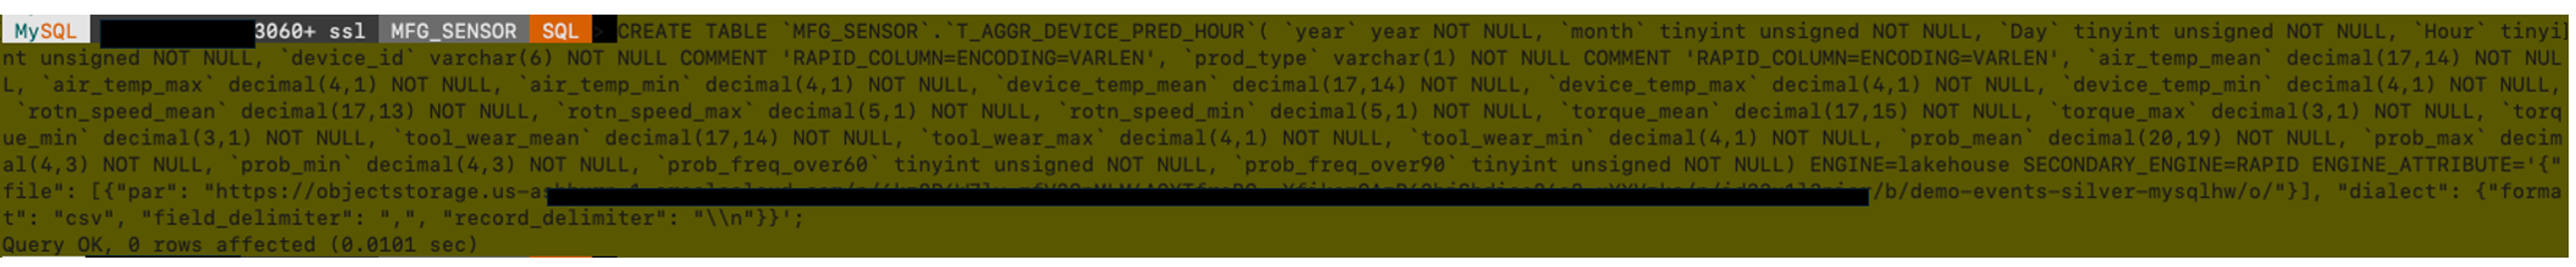 MySQL 3060+ ssl MFG_SENSOR SQL > CREATE TABLE `MFG_SENSOR`.`T_AGGR_DEVICE_PRED_HOUR`( `year` year NOT NULL, `month` tinyint unsigned NOT NULL, `Day` tinyint unsigned NOT NULL, `Hour` tinyi
nt unsigned NOT NULL, `device_id` varchar(6) NOT NULL COMMENT 'RAPID_COLUMN=ENCODING=VARLEN', `prod_type` varchar(1) NOT NULL COMMENT 'RAPID_COLUMN=ENCODING=VARLEN', `air_temp_mean` decimal(17,14) NOT NUL
L, `air_temp_max` decimal(4,1) NOT NULL, `air_temp_min` decimal(4,1) NOT NULL, `device_temp_mean` decimal(17,14) NOT NULL, `device_temp_max` decimal(4,1) NOT NULL, `device_temp_min` decimal(4,1) NOT NULL,
`rotn_speed_mean` decimal(17,13) NOT NULL, `rotn_speed_max` decimal(5,1) NOT NULL, `rotn_speed_min` decimal(5,1) NOT NULL, `torque_mean` decimal(17,15) NOT NULL, `torque_max` decimal(3,1) NOT NULL, `torq
ue_min` decimal(3,1) NOT NULL, `tool_wear_mean` decimal(17,14) NOT NULL, `tool_wear_max` decimal(4,1) NOT NULL, `tool_wear_min` decimal(4,1) NOT NULL, `prob_mean` decimal(20,19) NOT NULL, `prob_max` decim
al(4,3) NOT NULL, `prob_min` decimal(4,3) NOT NULL, `prob_freq_over60` tinyint unsigned NOT NULL, `prob_freq_over90` tinyint unsigned NOT NULL) ENGINE=lakehouse SECONDARY_ENGINE=RAPID ENGINE_ATTRIBUTE='{"
file": [{"par": "https://objectstorage.us-as /b/demo-events-silver-mysqlhw/o/"}], "dialect": {"forma
t": "csv", "field_delimiter": ",", "record_delimiter": "\\n"}}';
Query OK, 0 rows affected (0.0101 sec)